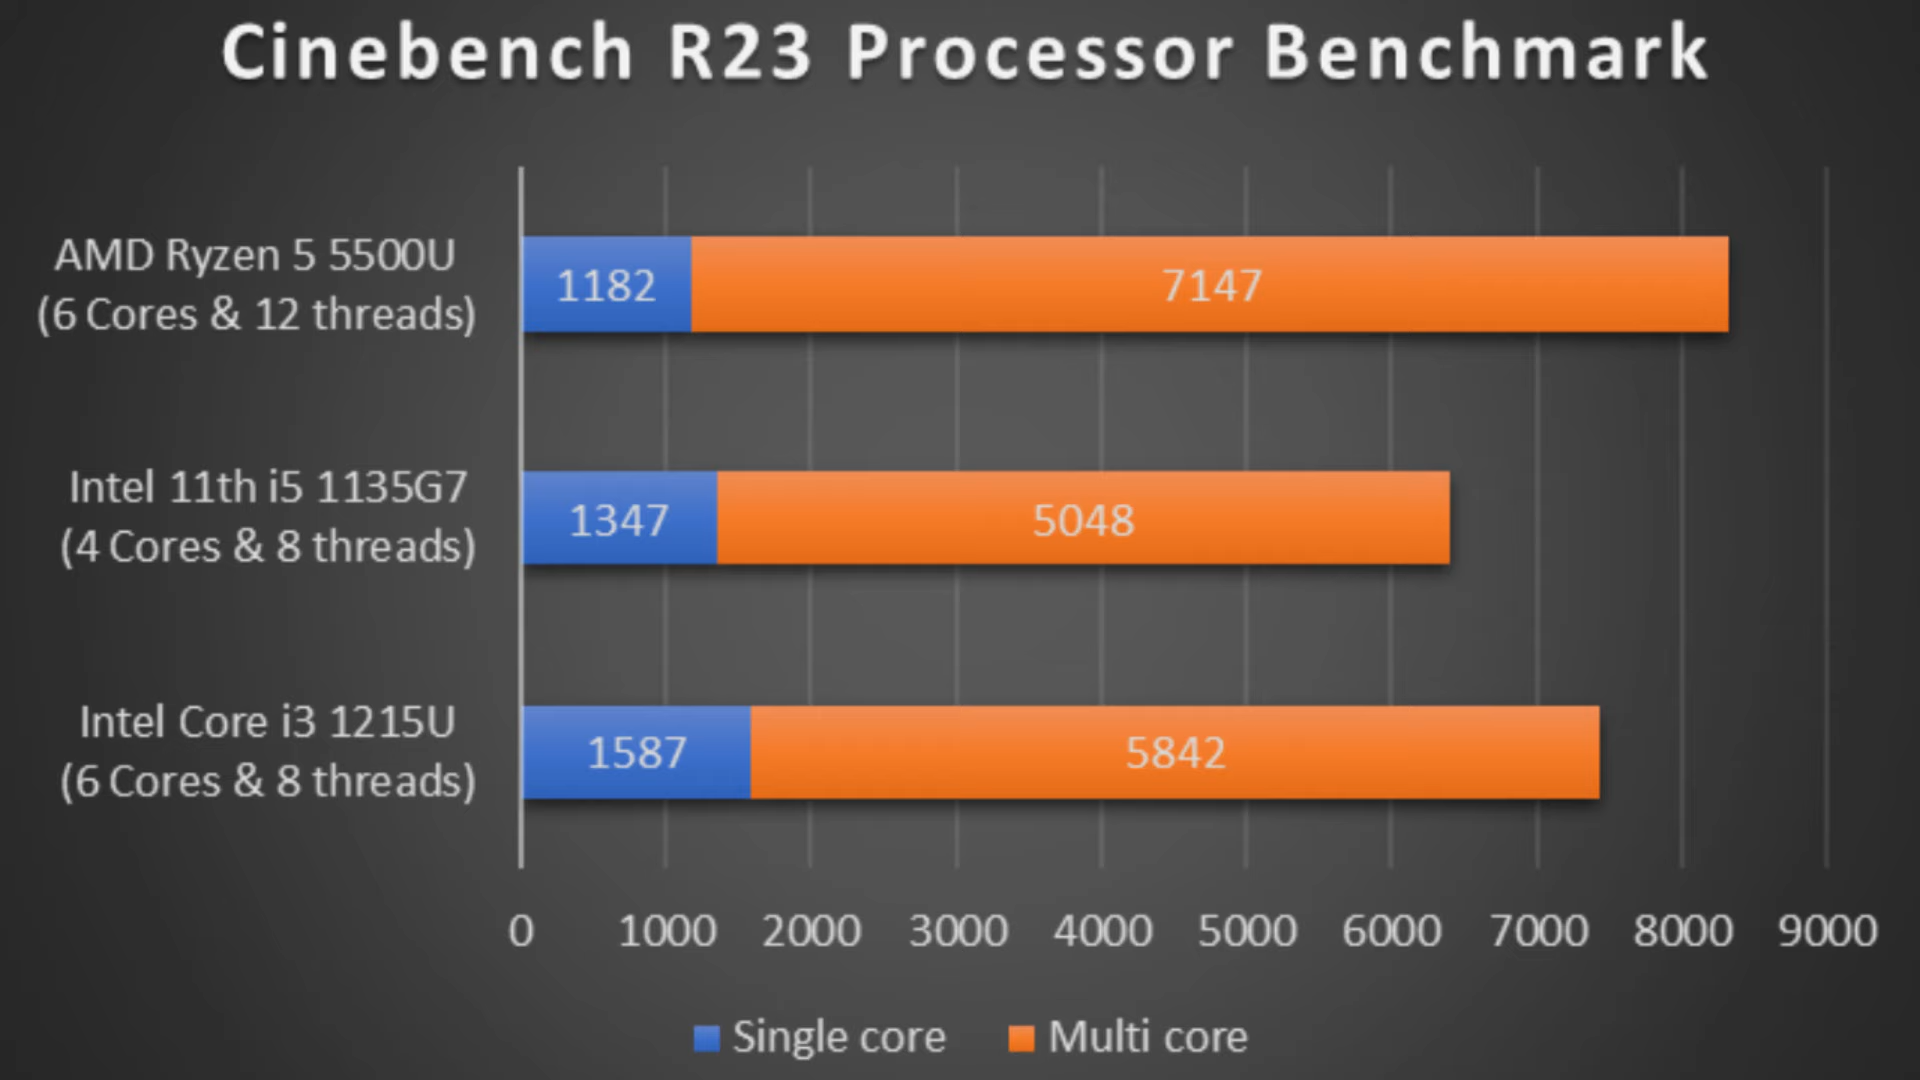 Cinebench R23 Processor Benchmark
AMD Ryzen 5 5500U
(6 Cores & 12 threads)
1182
7147
Intel 11th i5 1135G7
(4 Cores & 8 threads)
1347
5048
Intel Core i3 1215U
(6 Cores & 8 threads)
1587
5842
0 1000 2000 3000 4000 5000 6000 7000 8000 9000
Single core Multi core